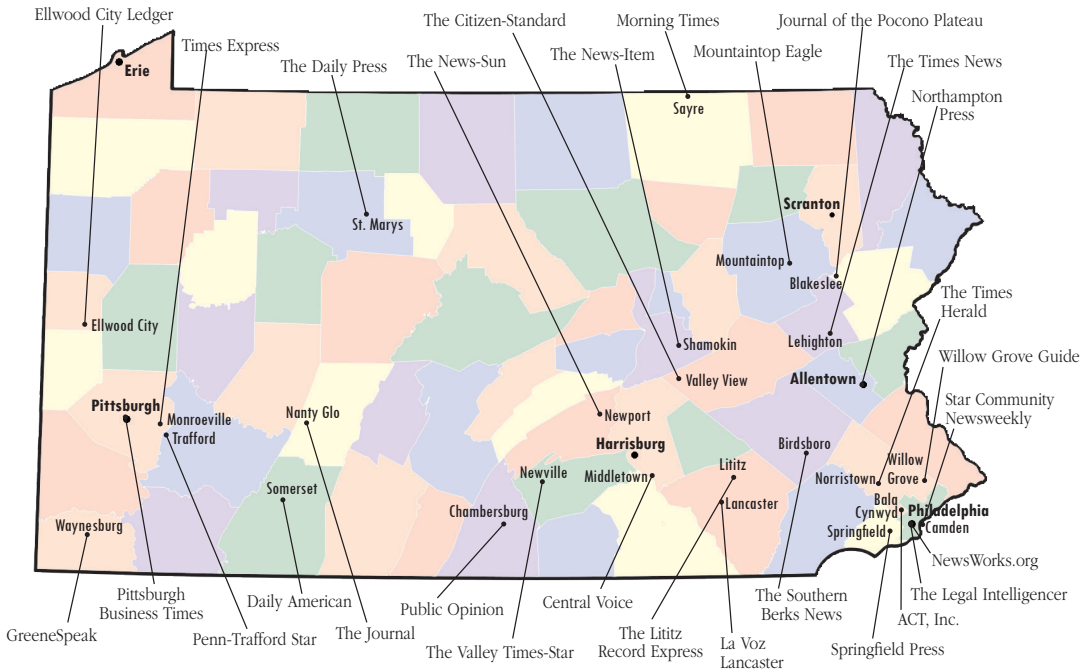 Ellwood City Ledger
Times Express
The Daily Press
The Citizen-Standard
The News-Sun
The News-Item
Morning Times
Mountaintop Eagle
Journal of the Pocono Plateau
The Times News
Northampton
Press
Erie
Sayre
Scranton
St. Marys
Mountaintop
Blakeslee
The Times
Herald
Ellwood City
Shamokin
Lehighton
Willow Grove Guide
Valley View
Allentown
Star Community
Newsweekly
Pittsburgh
Monroeville
Trafford
Nanty Glo
Newport
Harrisburg
Birdsboro
Willow
Grove
Newville
Middletown
Lititz
Norristown
Somerset
Lancaster
Bala
Cynwyd
Philadelphia
Chambersburg
Springfield
Camden
Waynesburg
NewsWorks.org
Pittsburgh
Business Times
Daily American
Public Opinion
Central Voice
The Southern
Berks News
The Legal Intelligencer
GreeneSpeak
Penn-Trafford Star
The Journal
The Valley Times-Star
The Lititz
Record Express
La Voz
Lancaster
ACT, Inc.
Springfield Press